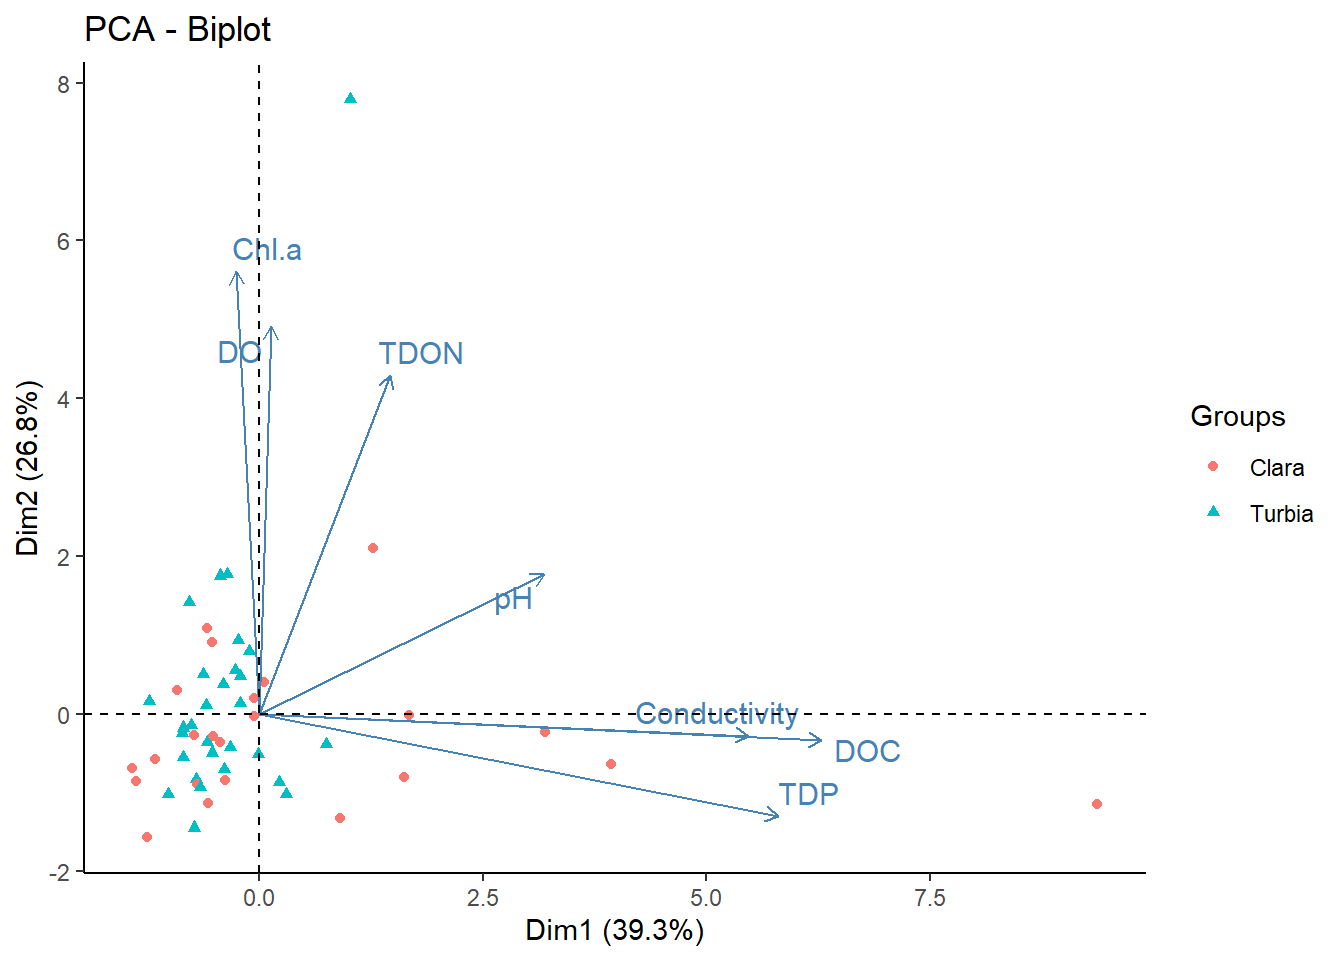 PCA - Biplot
8
6
4
2
0
-2
Dim2 (26.8%)
Chl.a
DO
TDON
pH
Conductivity
DOC
TDP
0.0
2.5
5.0
7.5
Dim1 (39.3%)
Groups
Clara
Turbia